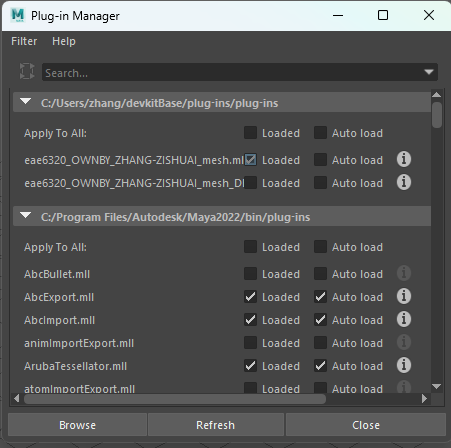 Plug-in Manager
Filter Help
Search...
C:/Users/zhang/devkitBase/plug-ins/plug-ins
Apply To All: Loaded Auto load
eae6320_OWNBY_ZHANG-ZISHUAI_mesh.ml Loaded Auto load
eae6320_OWNBY_ZHANG-ZISHUAI_mesh_D Loaded Auto load
C:/Program Files/Autodesk/Maya2022/bin/plug-ins
Apply To All: Loaded Auto load
AbcBullet.mll Loaded Auto load
AbcExport.mll Loaded Auto load
AbcImport.mll Loaded Auto load
animImportExport.mll Loaded Auto load
ArubaTessellator.mll Loaded Auto load
atomImportExport.mll Loaded Auto load
Browse Refresh Close